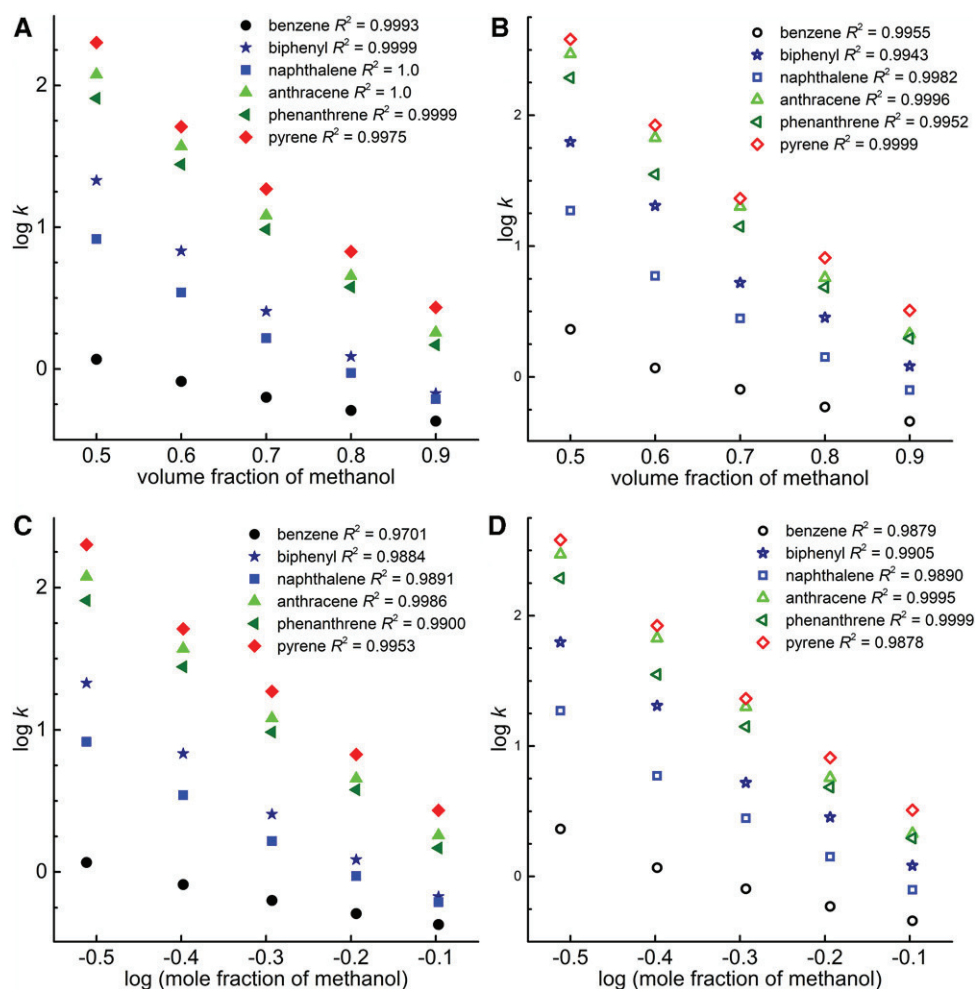 A
benzene R² = 0.9993
biphenyl R² = 0.9999
naphthalene R² = 1.0
anthracene R² = 1.0
phenanthrene R² = 0.9999
pyrene R² = 0.9975
2
1
0
log k
0.5 0.6 0.7 0.8 0.9
volume fraction of methanol
B
benzene R² = 0.9955
biphenyl R² = 0.9943
naphthalene R² = 0.9982
anthracene R² = 0.9996
phenanthrene R² = 0.9952
pyrene R² = 0.9999
2
1
0
log k
0.5 0.6 0.7 0.8 0.9
volume fraction of methanol
C
benzene R² = 0.9701
biphenyl R² = 0.9884
naphthalene R² = 0.9891
anthracene R² = 0.9986
phenanthrene R² = 0.9900
pyrene R² = 0.9953
2
1
0
log k
-0.5 -0.4 -0.3 -0.2 -0.1
log (mole fraction of methanol)
D
benzene R² = 0.9879
biphenyl R² = 0.9905
naphthalene R² = 0.9890
anthracene R² = 0.9995
phenanthrene R² = 0.9999
pyrene R² = 0.9878
2
1
0
log k
-0.5 -0.4 -0.3 -0.2 -0.1
log (mole fraction of methanol)